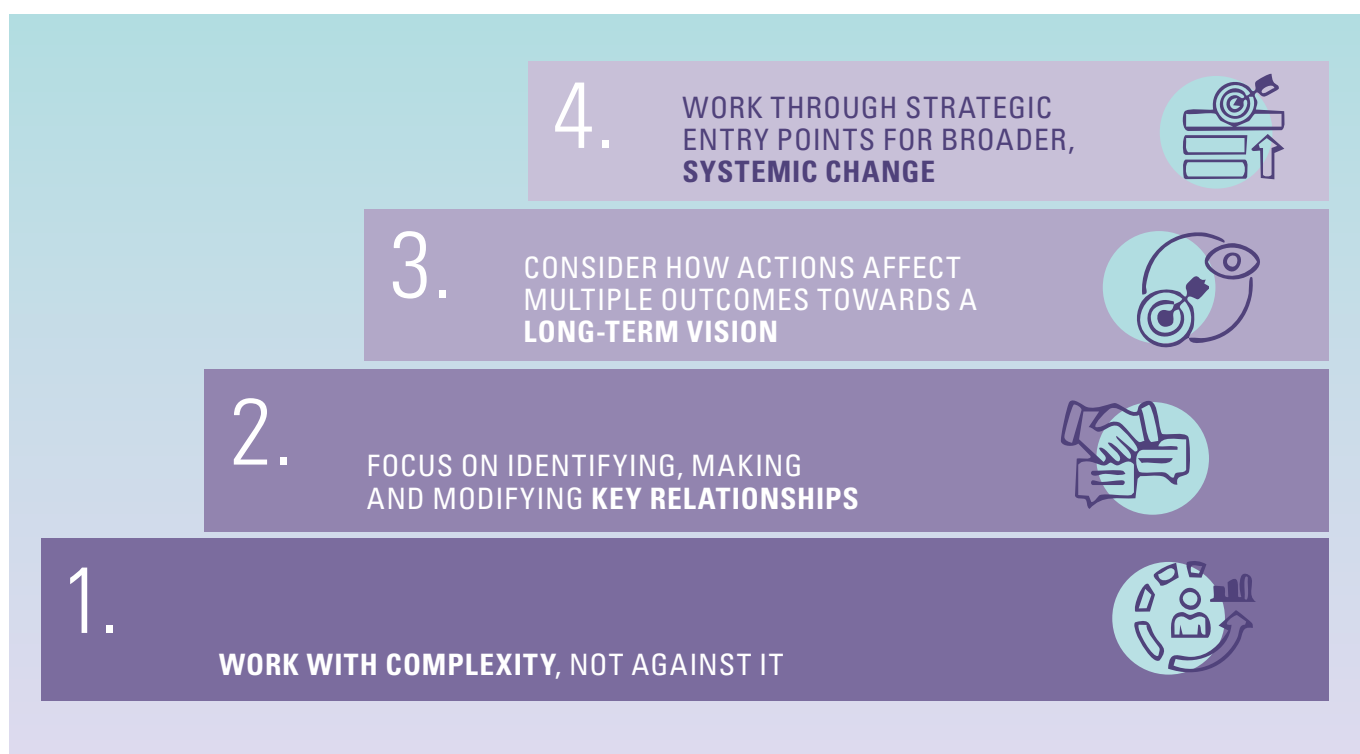 4.
WORK THROUGH STRATEGIC
ENTRY POINTS FOR BROADER,
SYSTEMIC CHANGE
3.
CONSIDER HOW ACTIONS AFFECT
MULTIPLE OUTCOMES TOWARDS A
LONG-TERM VISION
2.
FOCUS ON IDENTIFYING, MAKING
AND MODIFYING KEY RELATIONSHIPS
1.
WORK WITH COMPLEXITY, NOT AGAINST IT